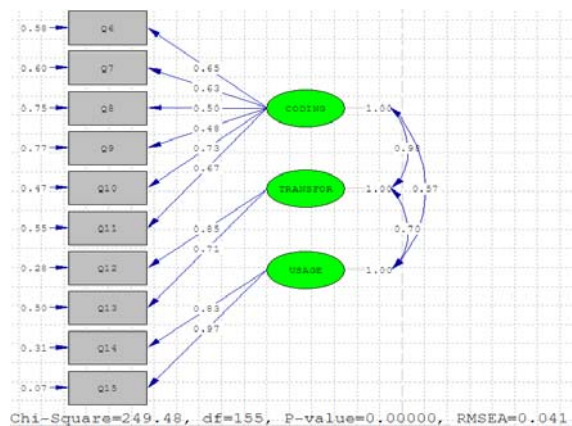 0.58 Q6
0.60 Q7
0.75 Q8
0.77 Q9
0.47 Q10
0.55 Q11
0.28 Q12
0.50 Q13
0.31 Q14
0.07 Q15
0.65
0.63
0.50
0.48
0.73
0.67
0.85
0.71
0.83
0.97
CODING 1.00
TRANSFOR 1.00
USAGE 1.00
0.57
0.70
Chi-Square=249.48, df=155, P-value=0.00000, RMSEA=0.041